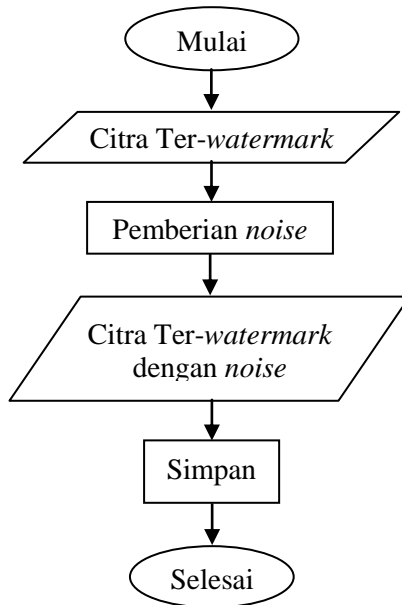 Mulai
Citra Ter-watermark
Pemberian noise
Citra Ter-watermark
dengan noise
Simpan
Selesai